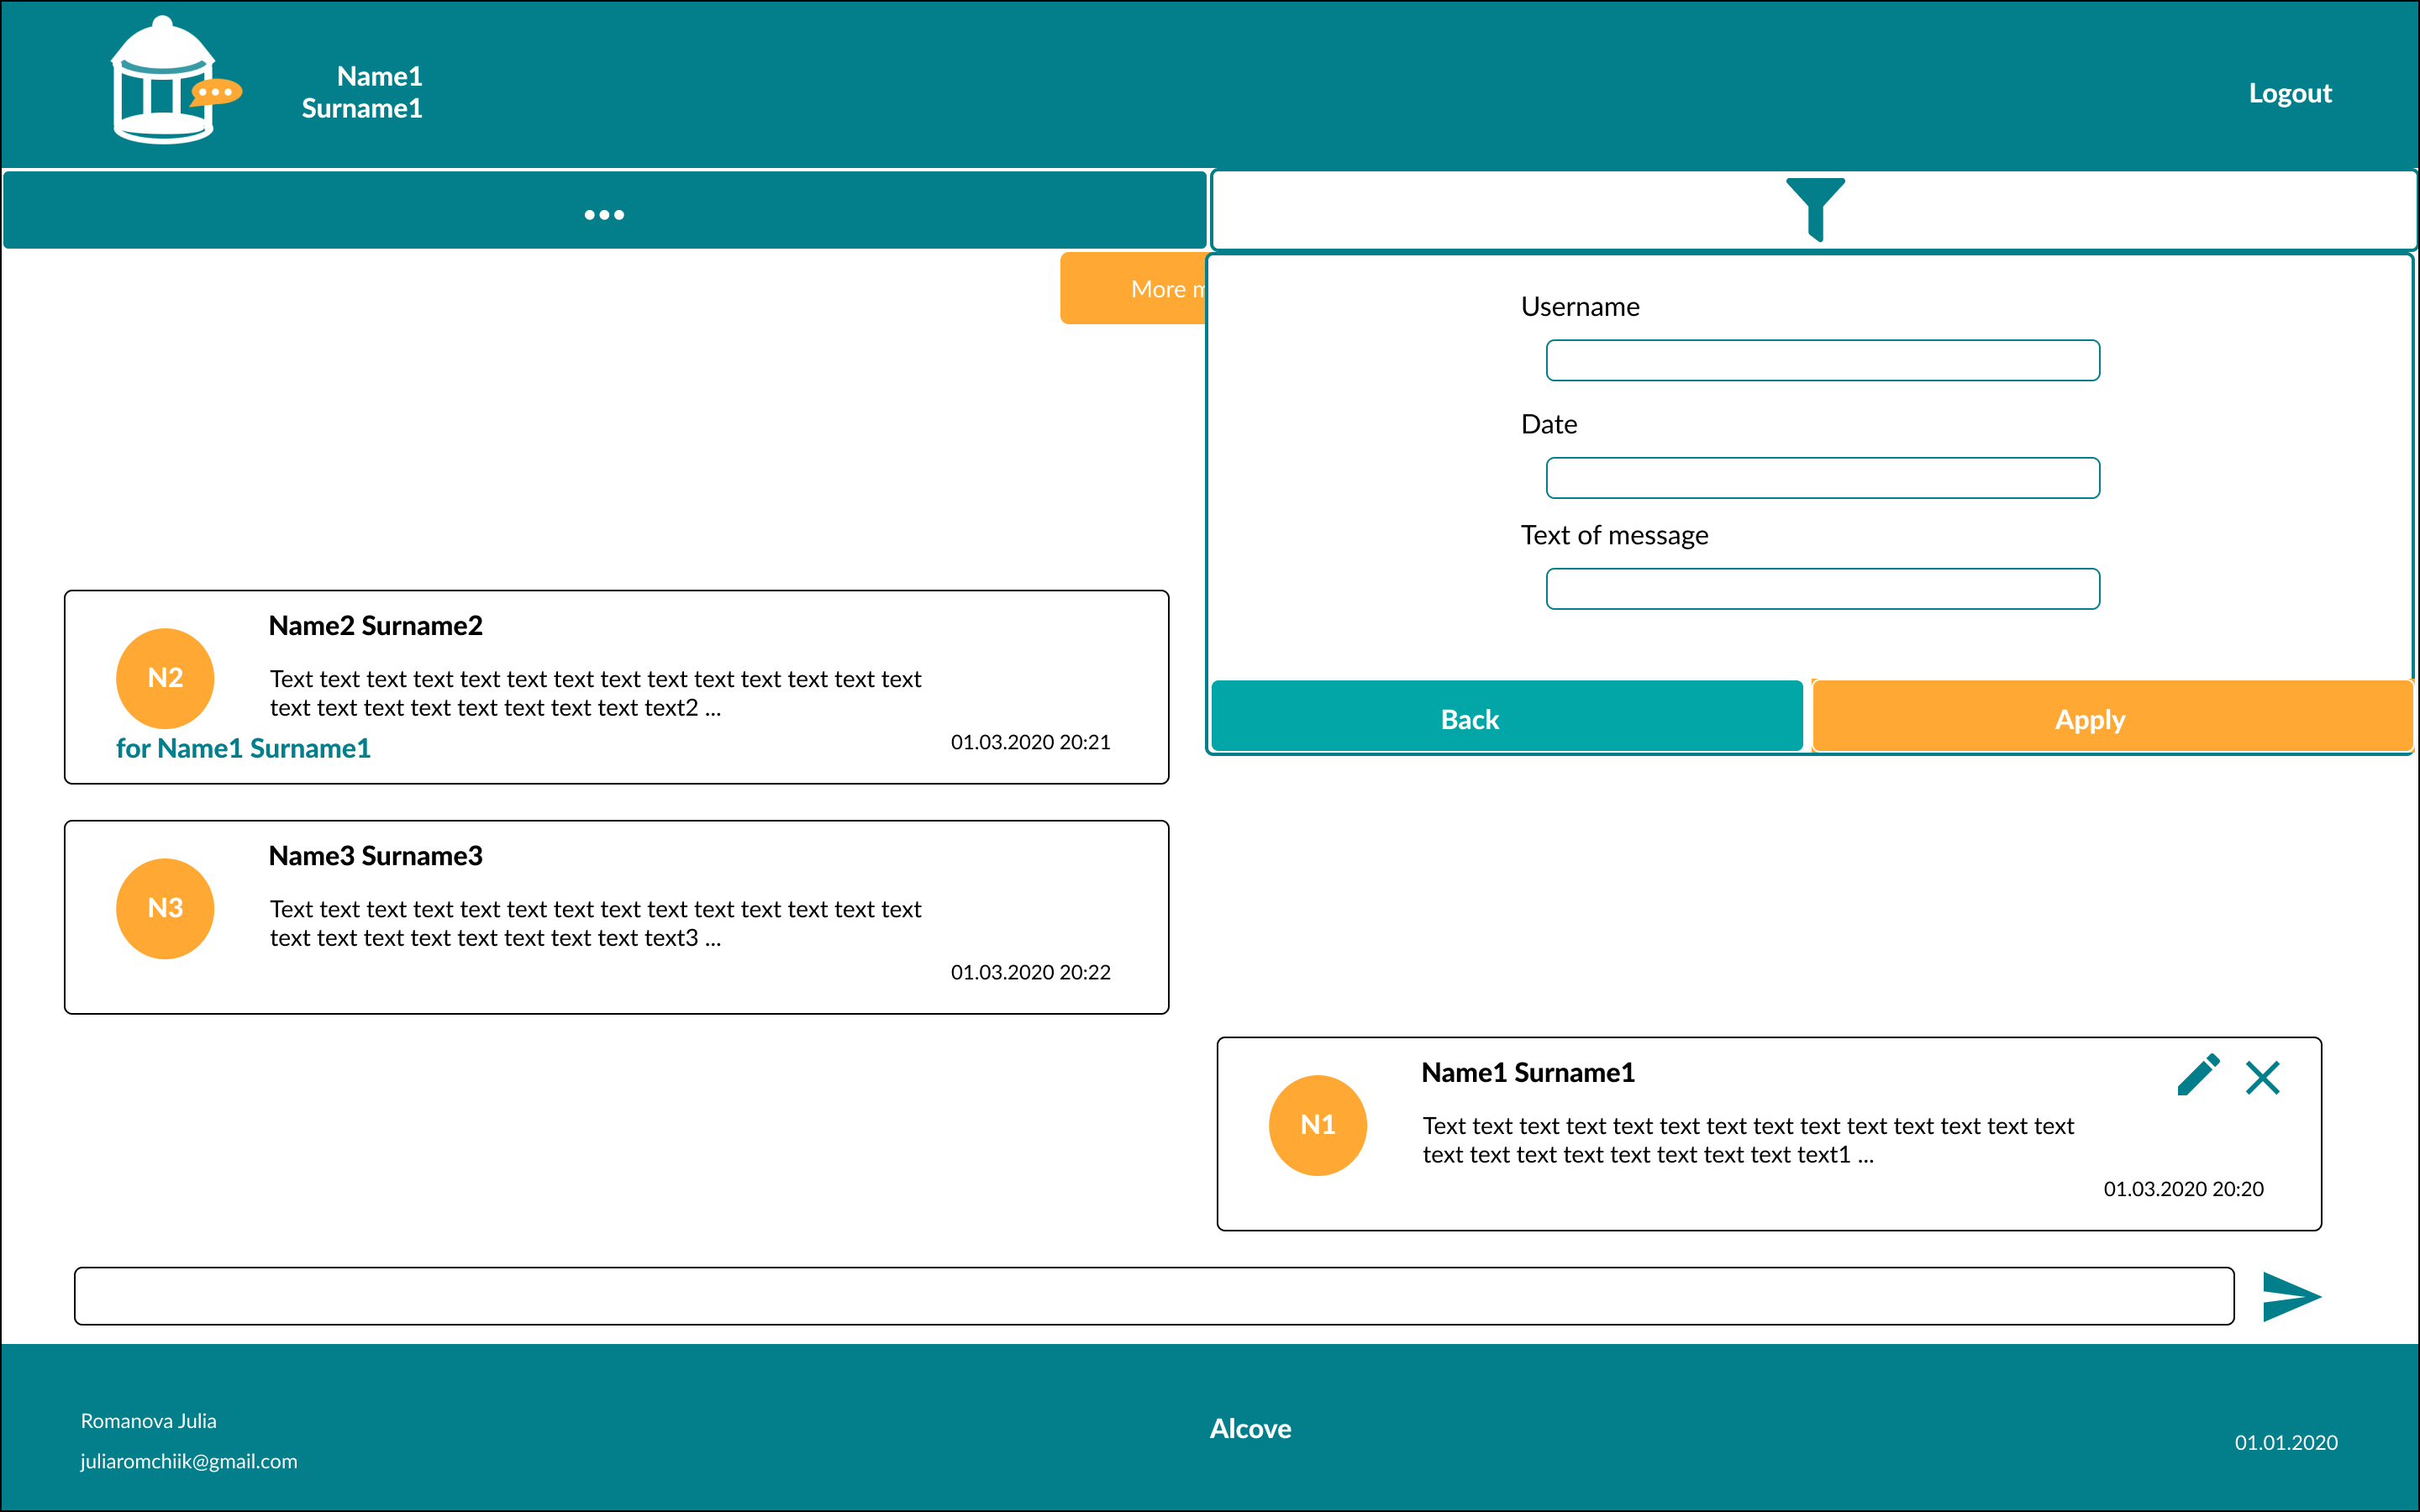 Name1
Surname1
Logout
More
Username
Date
Text of message
Back
Apply
Name2 Surname2
N2
Text text text text text text text text text text text text text text
text text text text text text text text text2 ...
for Name1 Surname1
01.03.2020 20:21
Name3 Surname3
N3
Text text text text text text text text text text text text text text
text text text text text text text text text3 ...
01.03.2020 20:22
Name1 Surname1
N1
Text text text text text text text text text text text text text text
text text text text text text text text text1 ...
01.03.2020 20:20
Romanova Julia
juliaromchiik@gmail.com
Alcove
01.01.2020